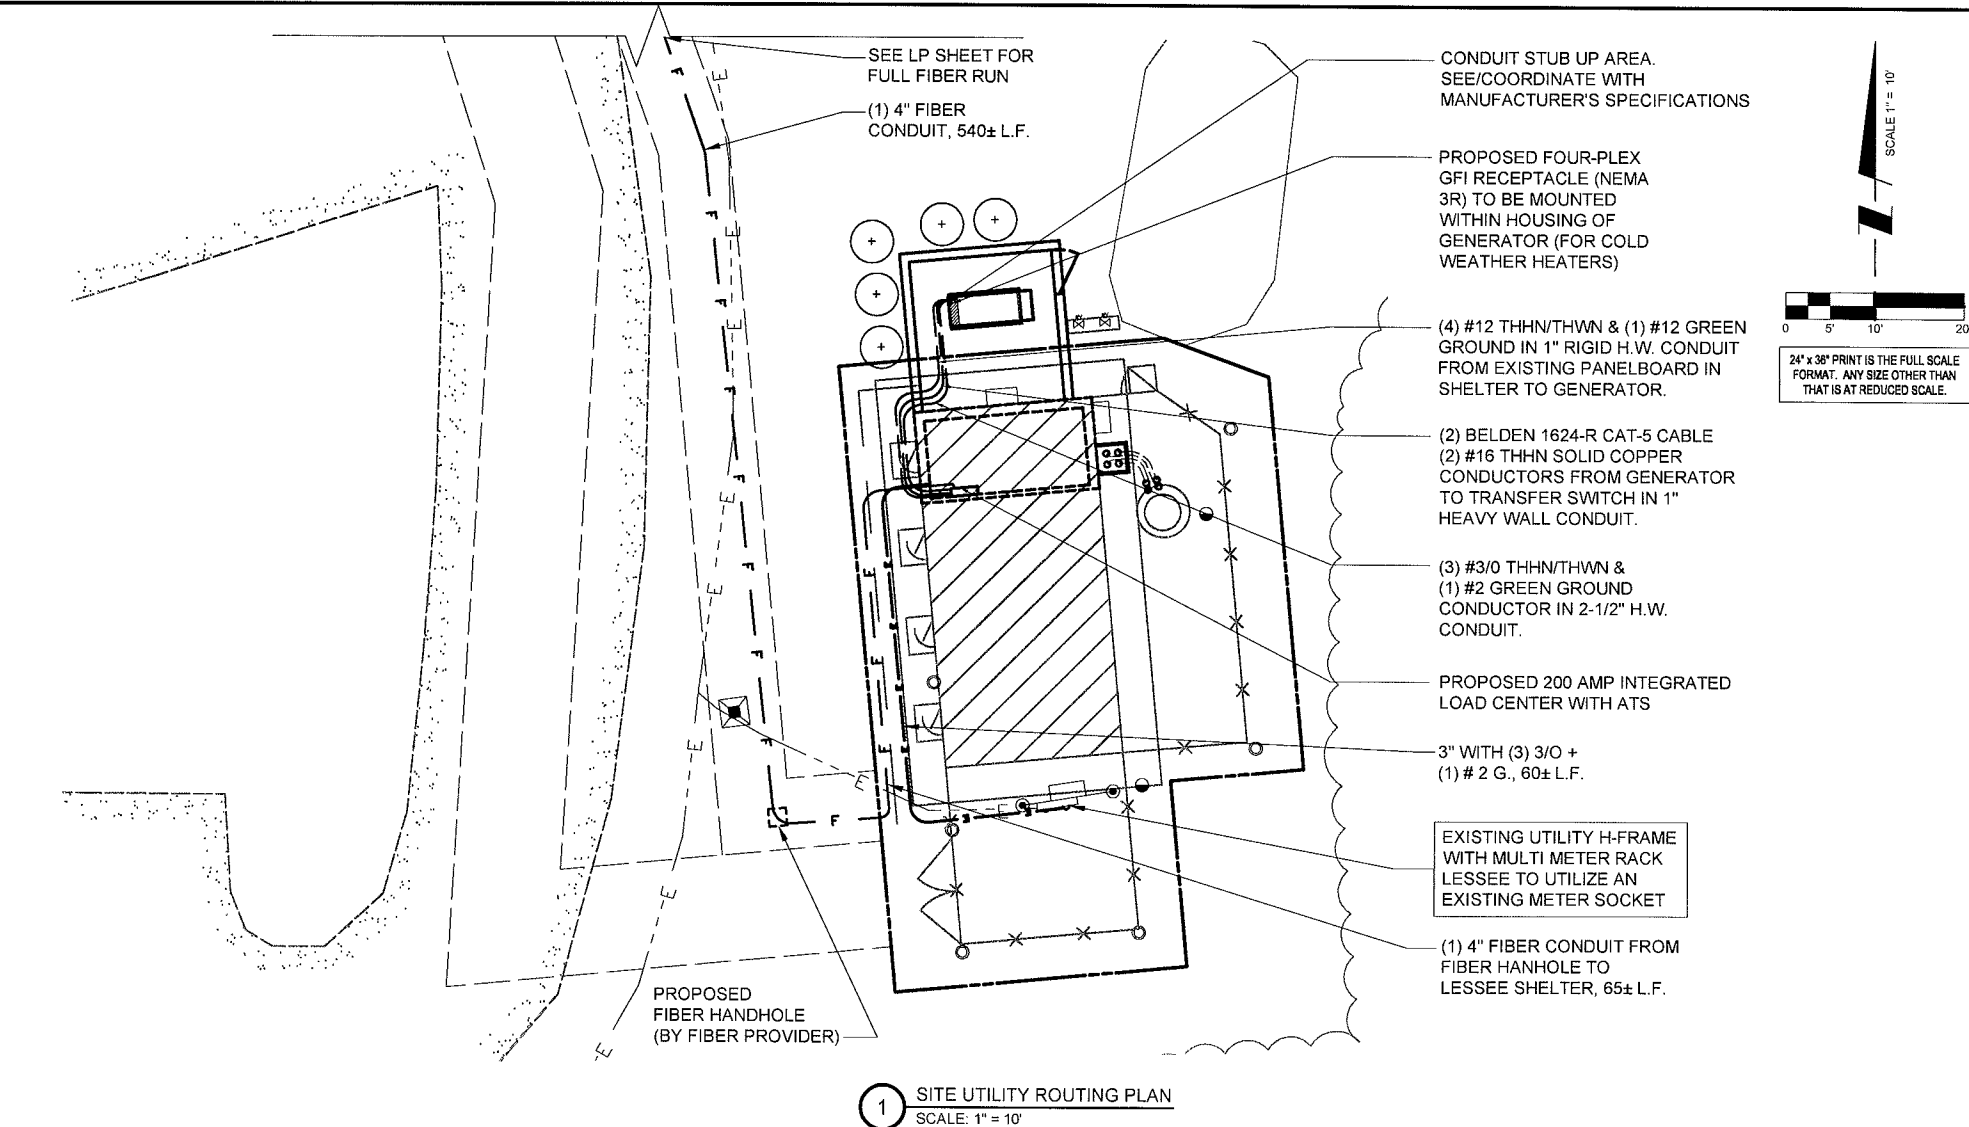 SEE LP SHEET FOR
FULL FIBER RUN
(1) 4" FIBER
CONDUIT, 540± L.F.
CONDUIT STUB UP AREA.
SEE/COORDINATE WITH
MANUFACTURER'S SPECIFICATIONS
PROPOSED FOUR-PLEX
GFI RECEPTACLE (NEMA
3R) TO BE MOUNTED
WITHIN HOUSING OF
GENERATOR (FOR COLD
WEATHER HEATERS)
(4) #12 THHN/THWN & (1) #12 GREEN
GROUND IN 1" RIGID H.W. CONDUIT
FROM EXISTING PANELBOARD IN
SHELTER TO GENERATOR.
(2) BELDEN 1624-R CAT-5 CABLE
(2) #16 THHN SOLID COPPER
CONDUCTORS FROM GENERATOR
TO TRANSFER SWITCH IN 1"
HEAVY WALL CONDUIT.
(3) #3/0 THHN/THWN &
(1) #2 GREEN GROUND
CONDUCTOR IN 2-1/2" H.W.
CONDUIT.
PROPOSED 200 AMP INTEGRATED
LOAD CENTER WITH ATS
3" WITH (3) 3/O +
(1) # 2 G., 60± L.F.
EXISTING UTILITY H-FRAME
WITH MULTI METER RACK
LESSEE TO UTILIZE AN
EXISTING METER SOCKET
(1) 4" FIBER CONDUIT FROM
FIBER HANHOLE TO
LESSEE SHELTER, 65± L.F.
PROPOSED
FIBER HANDHOLE
(BY FIBER PROVIDER)
SCALE 1" = 10'
N
0 5' 10' 20
24" x 36" PRINT IS THE FULL SCALE
FORMAT. ANY SIZE OTHER THAN
THAT IS AT REDUCED SCALE.
F
F
F
F
F
F
F
F
E
E
E
E
E
E
E
E
E
E
E
E
E
1
SITE UTILITY ROUTING PLAN
SCALE: 1" = 10'